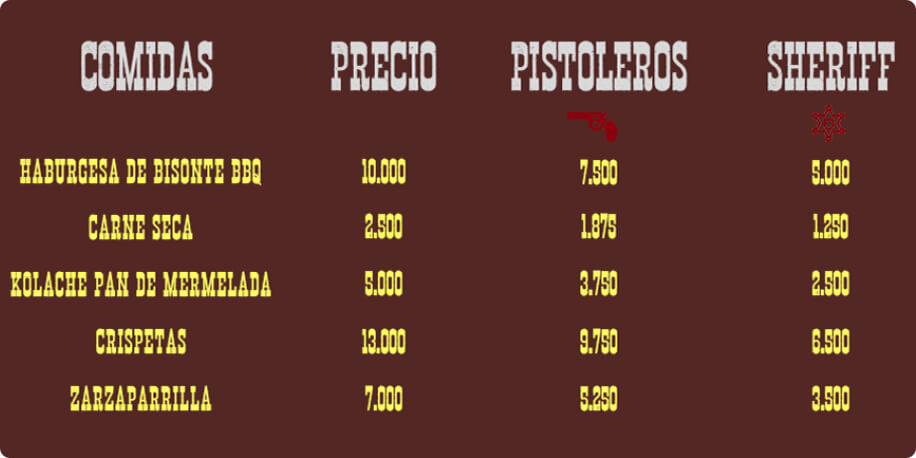 COMIDAS PRECIO PISTOLEROS SHERIFF
HABURGESA DE BISONTE BBQ 10.000 7.500 5.000
CARNE SECA 2.500 1.875 1.250
KOLACHE PAN DE MERMELADA 5.000 3.750 2.500
CRISPETAS 13.000 9.750 6.500
ZARZAPARRILLA 7.000 5.250 3.500